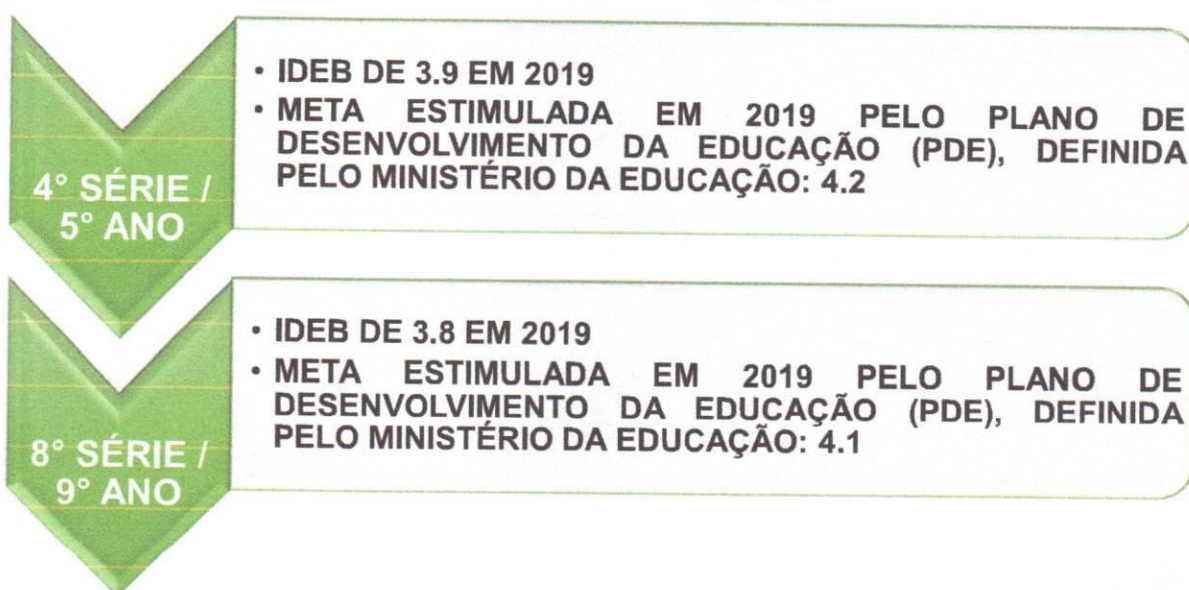 • IDEB DE 3.9 EM 2019
• META ESTIMULADA EM 2019 PELO PLANO DE
DESENVOLVIMENTO DA EDUCAÇÃO (PDE), DEFINIDA
PELO MINISTÉRIO DA EDUCAÇÃO: 4.2
4° SÉRIE /
5° ANO
• IDEB DE 3.8 EM 2019
• META ESTIMULADA EM 2019 PELO PLANO DE
DESENVOLVIMENTO DA EDUCAÇÃO (PDE), DEFINIDA
PELO MINISTÉRIO DA EDUCAÇÃO: 4.1
8° SÉRIE /
9° ANO